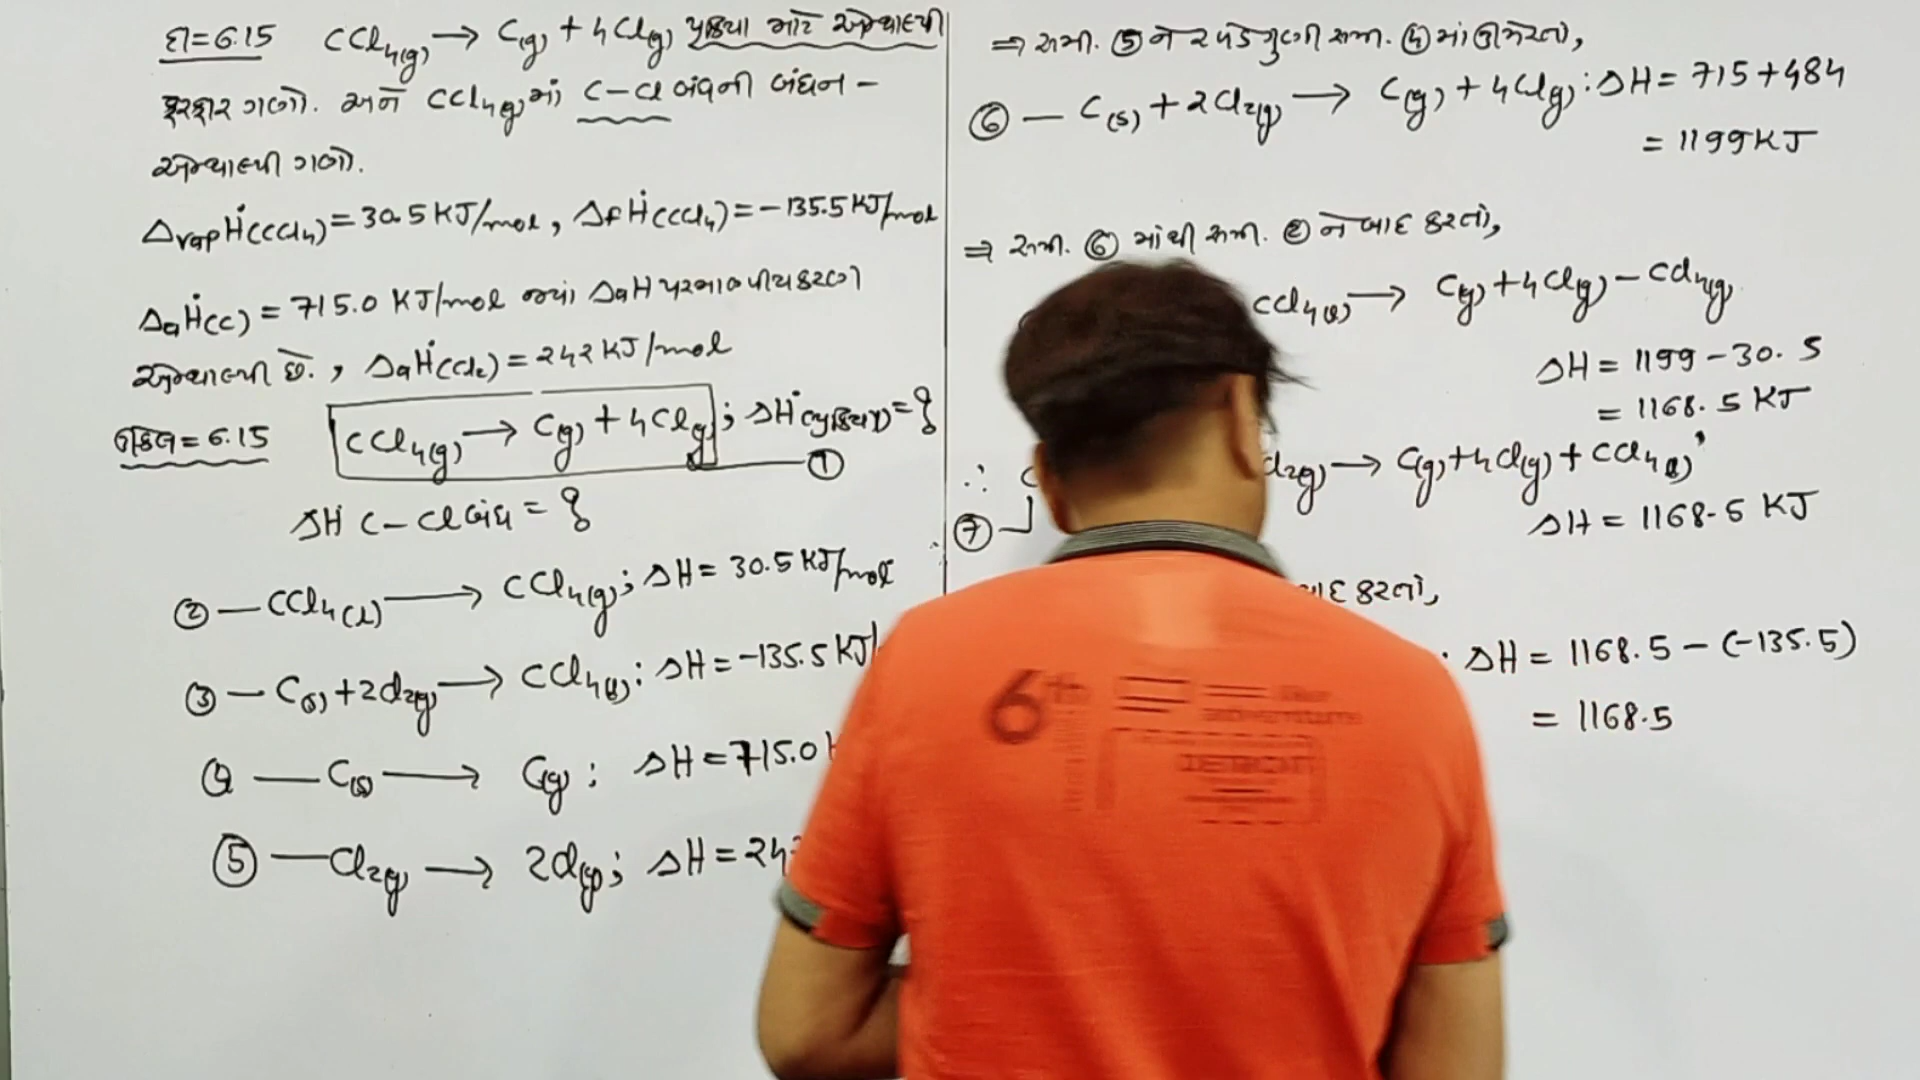 દા=6.15 CCl4(g) → C(g) + 4Cl(g) પ્રક્રિયા માટે એન્થાલ્પી
ફેરફાર ગણો. અને CCl4(g)માં C–Cl બંધની બંધન –
એન્થાલ્પી ગણો.
ΔvapH°(CCl4) = 30.5 KJ/mol, ΔfH°(CCl4) = –135.5 KJ/mol
ΔaH°(C) = 715.0 KJ/mol જ્યાં ΔaH પરમાણ્વીયકરણ
એન્થાલ્પી છે. , ΔaH°(Cl2) = 242 KJ/mol
ઉકેલ = 6.15 CCl4(g) → C(g) + 4Cl(g) ; ΔH°(પ્રક્રિયા) = ?
①
ΔH C–Cl બંધ = ?
② — CCl4(l) → CCl4(g) ; ΔH = 30.5 KJ/mol
③ — C(s) + 2Cl2(g) → CCl4(l) : ΔH = –135.5 KJ/
④ — C(s) → C(g) : ΔH = 715.0
⑤ — Cl2(g) → 2Cl(g) ; ΔH = 242
⇒ સમી. ⑤ ને 2 વડે ગુણી સમી. ④ માં ઉમેરતાં,
⑥ — C(s) + 2Cl2(g) → C(g) + 4Cl(g) : ΔH = 715 + 484
= 1199 KJ
⇒ સમી. ⑥ માંથી સમી. ② ને બાદ કરતાં,
CCl4(l) → C(g) + 4Cl(g) – CCl4(g)
ΔH = 1199 – 30.5
= 1168.5 KJ
∴ C Cl2(g) → C(g) + 4Cl(g) + CCl4(l)
⑦ ΔH = 1168.5 KJ
બાદ કરતાં,
ΔH = 1168.5 – (–135.5)
= 1168.5
6th
DETROIT